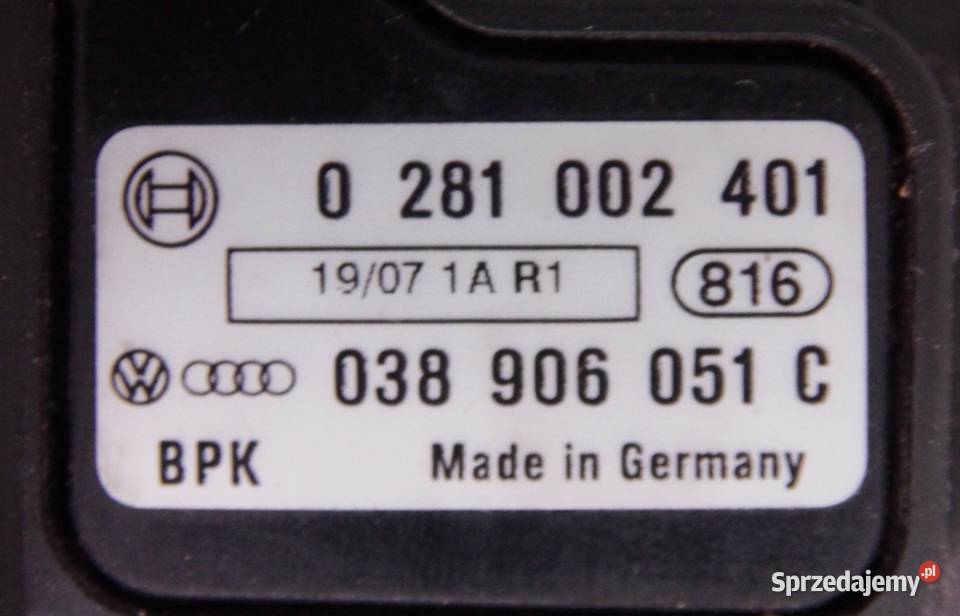 0 281 002 401
19/07 1A R1
816
038 906 051 C
BPK
Made in Germany
Sprzedajemy.pl